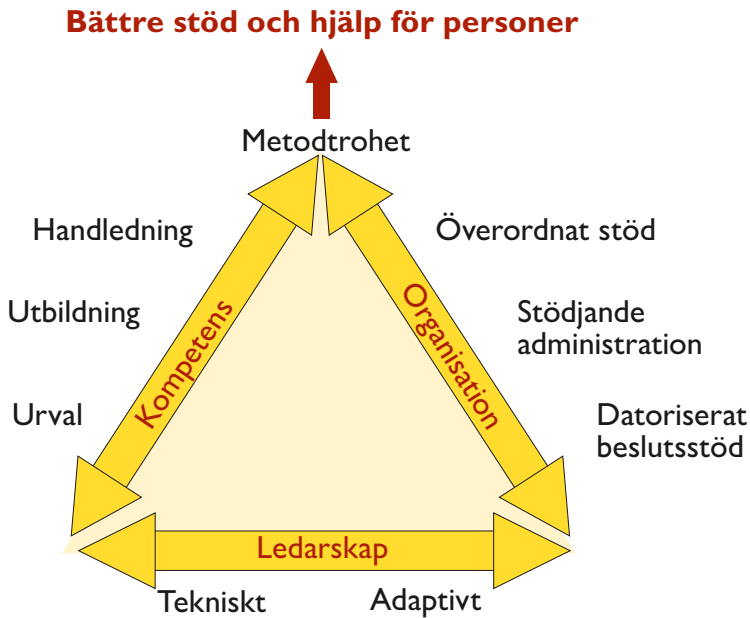 Bättre stöd och hjälp för personer
Metodtrohet
Handledning
Överordnat stöd
Utbildning
Kompetens
Organisation
Stödjande
administration
Urval
Datoriserat
beslutsstöd
Ledarskap
Tekniskt
Adaptivt